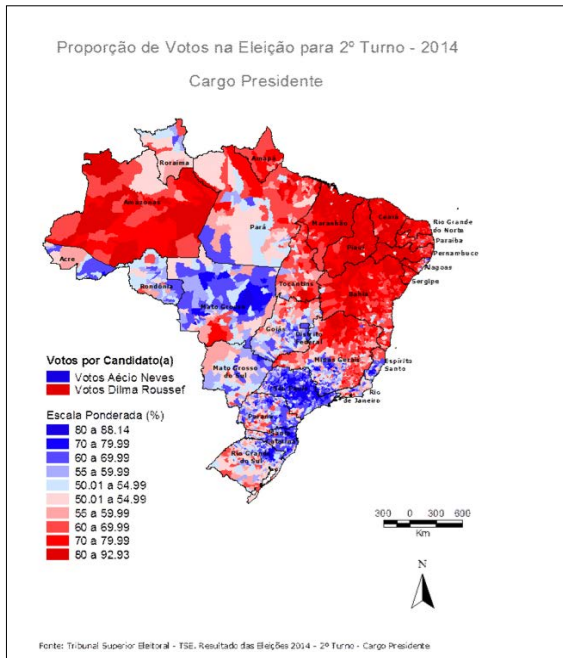 Proporção de Votos na Eleição para 2º Turno - 2014
Cargo Presidente
Roraima
Amapá
Amazonas
Pará
Maranhão
Ceará
Rio Grande
do Norte
Paraíba
Piauí
Pernambuco
Acre
Alagoas
Sergipe
Rondônia
Tocantins
Bahia
Mato Grosso
Goiás
Distrito
Federal
Minas Gerais
Espírito
Santo
Mato Grosso
do Sul
Rio
de Janeiro
Paraná
Santa
Catarina
Rio Grande
do Sul
Votos por Candidato(a)
Votos Aécio Neves
Votos Dilma Roussef
Escala Ponderada (%)
80 a 88.14
70 a 79.99
60 a 69.99
55 a 59.99
50.01 a 54.99
50.01 a 54.99
55 a 59.99
60 a 69.99
70 a 79.99
80 a 92.93
300 0 300 600
Km
N
Fonte: Tribunal Superior Eleitoral - TSE. Resultado das Eleições 2014 - 2º Turno - Cargo Presidente